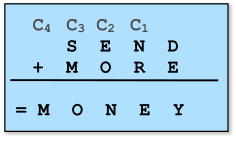 C4 C3 C2 C1
S E N D
+ M O R E
= M O N E Y